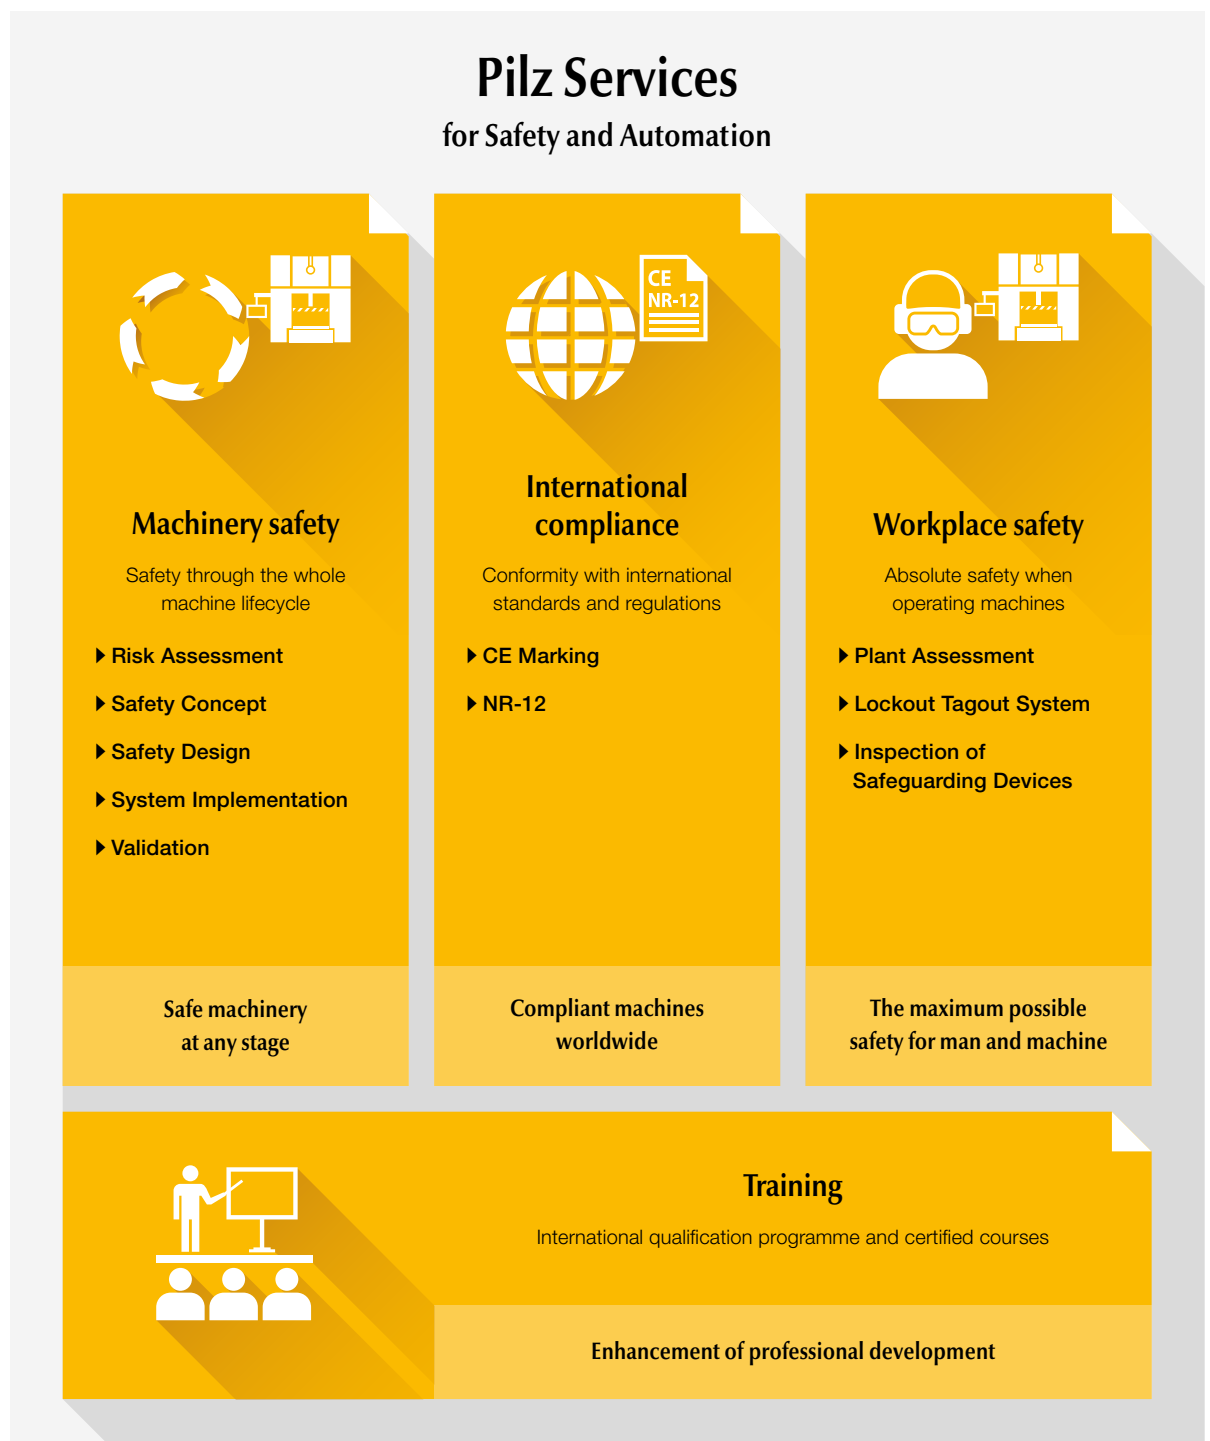 Pilz Services
for Safety and Automation
CE
NR-12
Machinery safety
Safety through the whole
machine lifecycle
Risk Assessment
Safety Concept
Safety Design
System Implementation
Validation
Safe machinery
at any stage
International
compliance
Conformity with international
standards and regulations
CE Marking
NR-12
Compliant machines
worldwide
Workplace safety
Absolute safety when
operating machines
Plant Assessment
Lockout Tagout System
Inspection of
Safeguarding Devices
The maximum possible
safety for man and machine
Training
International qualification programme and certified courses
Enhancement of professional development